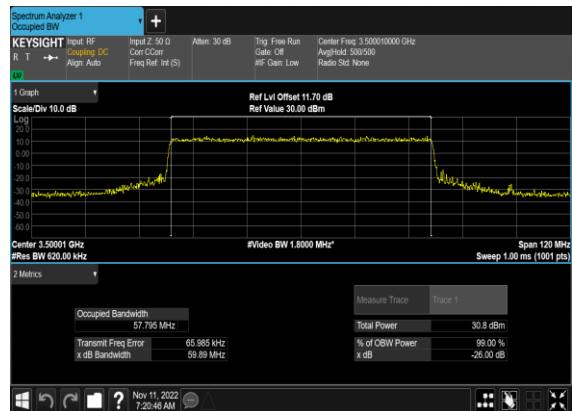 Spectrum Analyzer 1
Occupied BW
+
KEYSIGHT Input: RF Input Z: 50 Ω Atten: 30 dB Trig: Free Run Center Freq: 3.500010000 GHz
R T Coupling: DC Corr CCorr Gate: Off Avg|Hold: 500/500
Align: Auto Freq Ref: Int (S) #IF Gain: Low Radio Std: None
LW
1 Graph
Ref Lvl Offset 11.70 dB
Scale/Div 10.0 dB Ref Value 30.00 dBm
Log
20.0
10.0
0.00
-10.0
-20.0
-30.0
-40.0
-50.0
-60.0
Center 3.50001 GHz #Video BW 1.8000 MHz* Span 120 MHz
#Res BW 620.00 kHz Sweep 1.00 ms (1001 pts)
2 Metrics
Measure Trace Trace 1
Occupied Bandwidth
57.795 MHz Total Power 30.8 dBm
Transmit Freq Error 65.985 kHz % of OBW Power 99.00 %
x dB Bandwidth 59.89 MHz x dB -26.00 dB
? Nov 11, 2022
7:20:46 AM